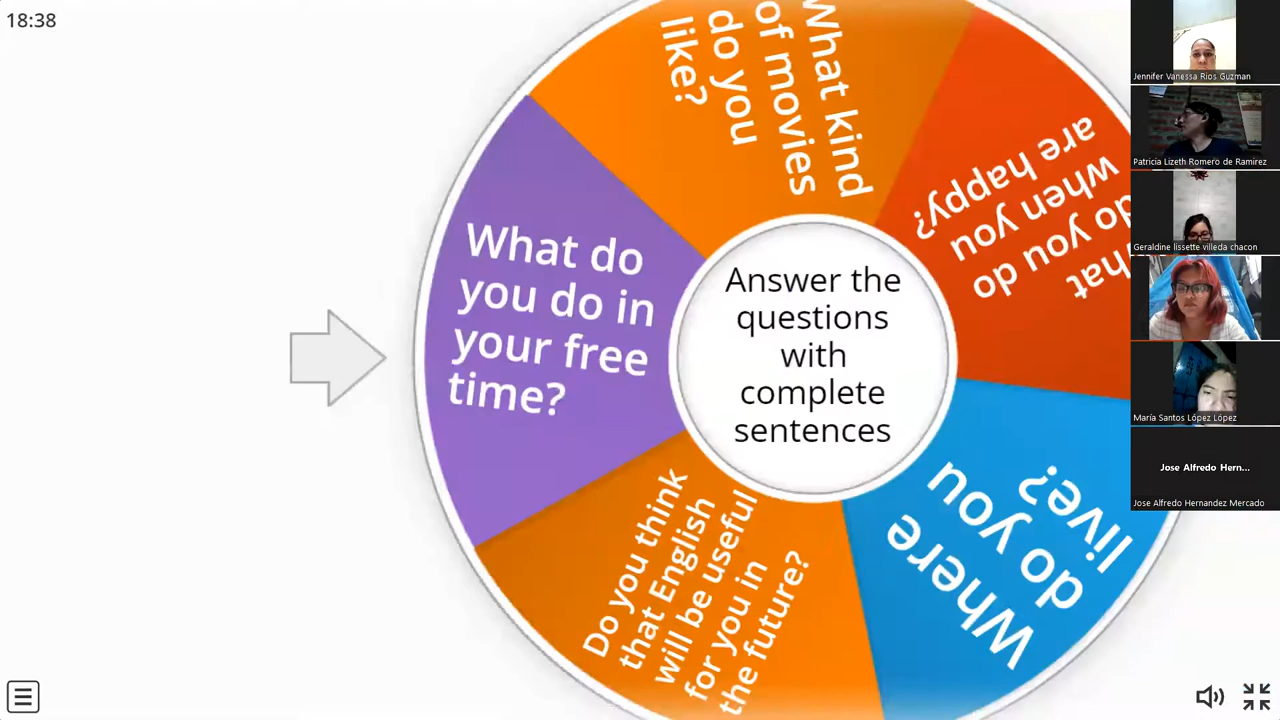 18:38
What kind
of movies
do you
like?
What do
you do in
your free
time?
hat
do you do
when you
are happy?
Answer the
questions
with
complete
sentences
Where
do you
live?
Do you think
that English
will be useful
for you in
the future?
Jennifer Vanessa Rios Guzman
Patricia Lizeth Romero de Ramirez
Geraldine lissette villeda chacon
María Santos López López
Jose Alfredo Hern...
Jose Alfredo Hernandez Mercado